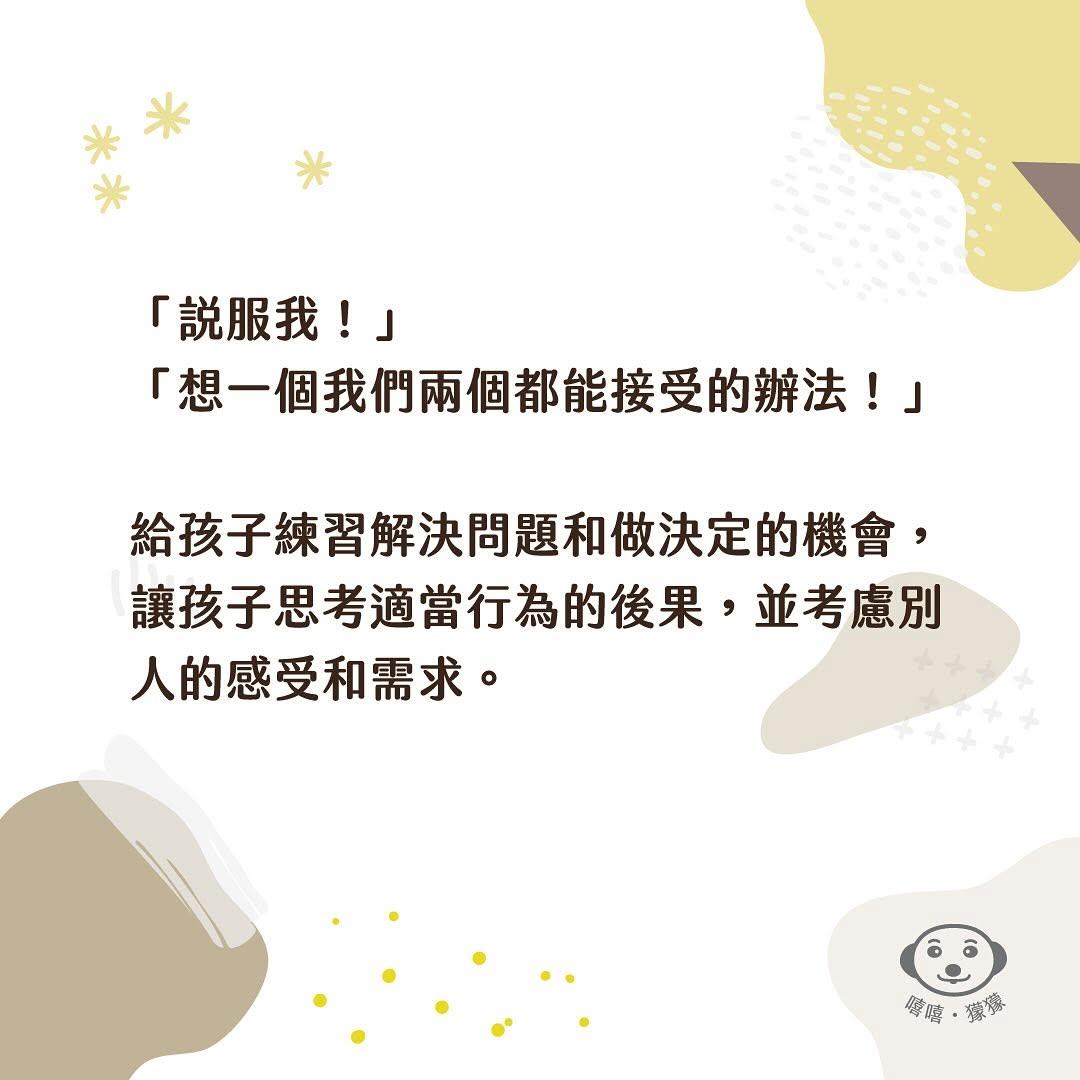 「説服我！」
「想一個我們兩個都能接受的辦法！」
給孩子練習解決問題和做決定的機會，
讓孩子思考適當行為的後果，並考慮別
人的感受和需求。
嘻嘻・獴獴